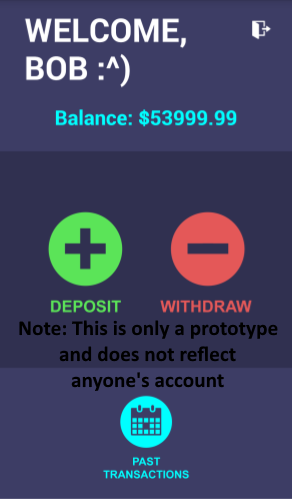 WELCOME,
BOB :^)
Balance: $53999.99
DEPOSIT
WITHDRAW
Note: This is only a prototype
and does not reflect
anyone's account
PAST
TRANSACTIONS